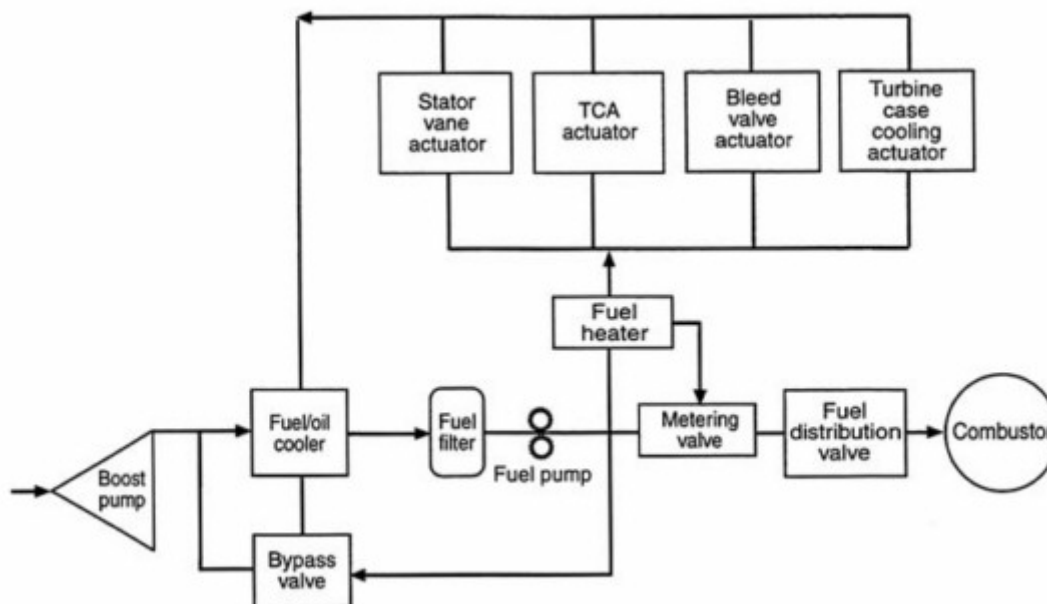 Stator
vane
actuator
TCA
actuator
Bleed
valve
actuator
Turbine
case
cooling
actuator
Fuel
heater
Fuel/oil
cooler
Fuel
filter
Fuel pump
Metering
valve
Fuel
distribution
valve
Combustor
Boost
pump
Bypass
valve